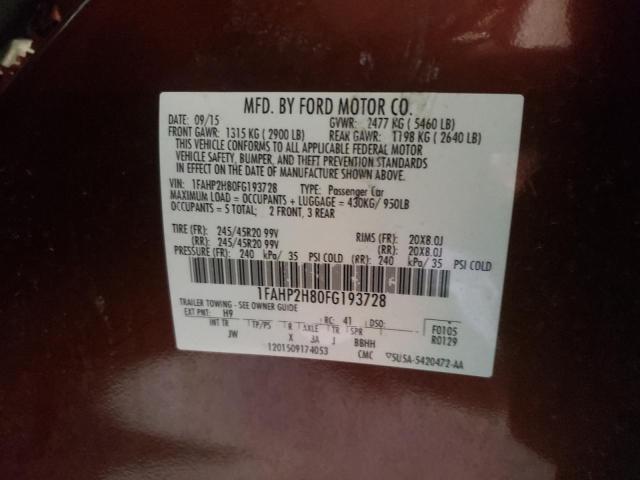 MFD. BY FORD MOTOR CO.
DATE: 09/15 GVWR: 2477 KG ( 5460 LB)
FRONT GAWR: 1315 KG ( 2900 LB) REAR GAWR: 1198 KG ( 2640 LB)
THIS VEHICLE CONFORMS TO ALL APPLICABLE FEDERAL MOTOR
VEHICLE SAFETY, BUMPER, AND THEFT PREVENTION STANDARDS
IN EFFECT ON THE DATE OF MANUFACTURE SHOWN ABOVE.
VIN: 1FAHP2H80FG193728 TYPE: Passenger Car
MAXIMUM LOAD = OCCUPANTS + LUGGAGE = 430KG/ 950LB
OCCUPANTS = 5 TOTAL; 2 FRONT, 3 REAR
TIRE (FR): 245/45R20 99V RIMS (FR): 20X8.0J
(RR): 245/45R20 99V (RR): 20X8.0J
PRESSURE (FR): 240 kPa/ 35 PSI COLD (RR): 240 kPa/ 35 PSI COLD
1FAHP2H80FG193728
TRAILER TOWING - SEE OWNER GUIDE
EXT PNT: H9 RC: 41 DSO: F0105
INT TR TP/PS R AXLE TR SPR R0129
JW X 3A J BBHH
1201509174053 CMC ▽5U5A-5420472-AA